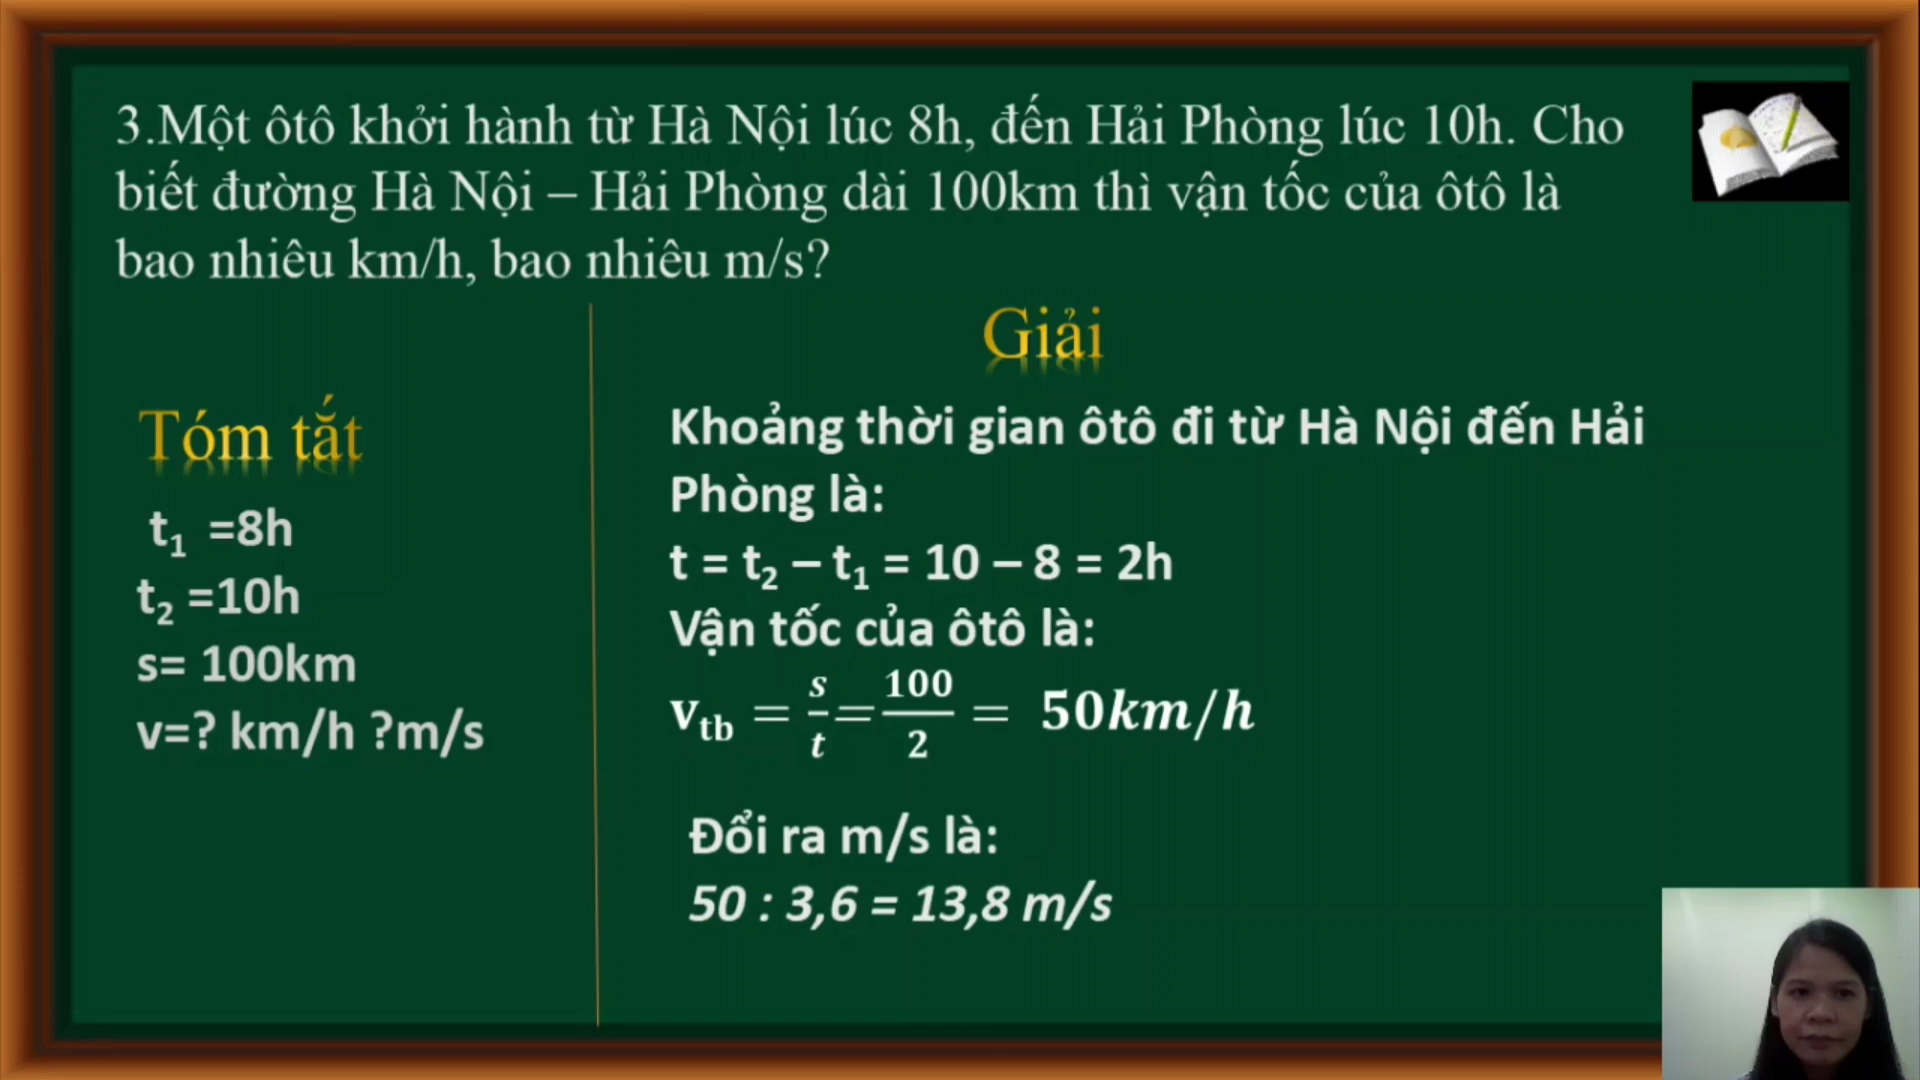 3.Một ôtô khởi hành từ Hà Nội lúc 8h, đến Hải Phòng lúc 10h. Cho
biết đường Hà Nội – Hải Phòng dài 100km thì vận tốc của ôtô là
bao nhiêu km/h, bao nhiêu m/s?
Tóm tắt
t₁ =8h
t₂ =10h
s= 100km
v=? km/h ?m/s
Giải
Khoảng thời gian ôtô đi từ Hà Nội đến Hải
Phòng là:
t = t₂ – t₁ = 10 – 8 = 2h
Vận tốc của ôtô là:
v_tb = s/t = 100/2 = 50km/h
Đổi ra m/s là:
50 : 3,6 = 13,8 m/s